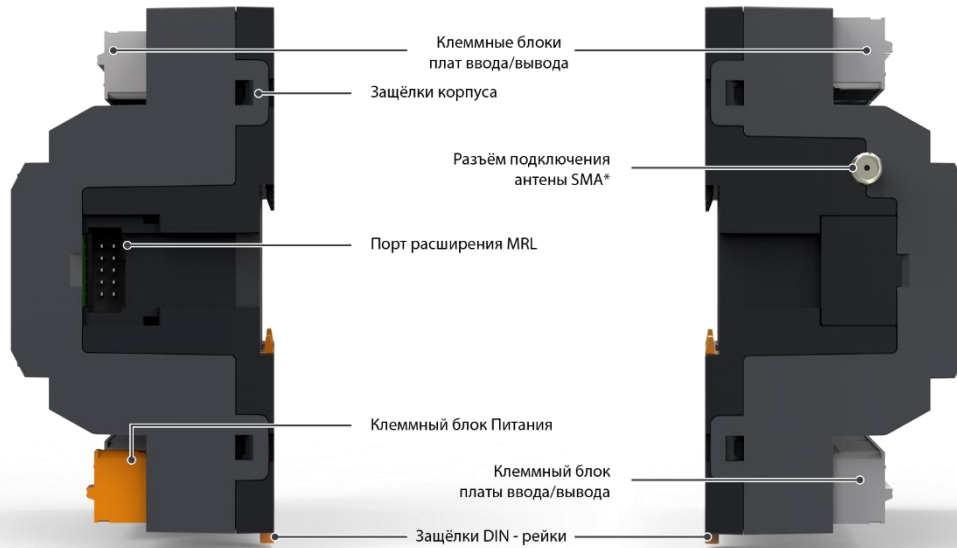 Клеммные блоки
плат ввода/вывода
Защёлки корпуса
Разъём подключения
антены SMA*
Порт расширения MRL
Клеммный блок Питания
Клеммный блок
платы ввода/вывода
Защёлки DIN - рейки